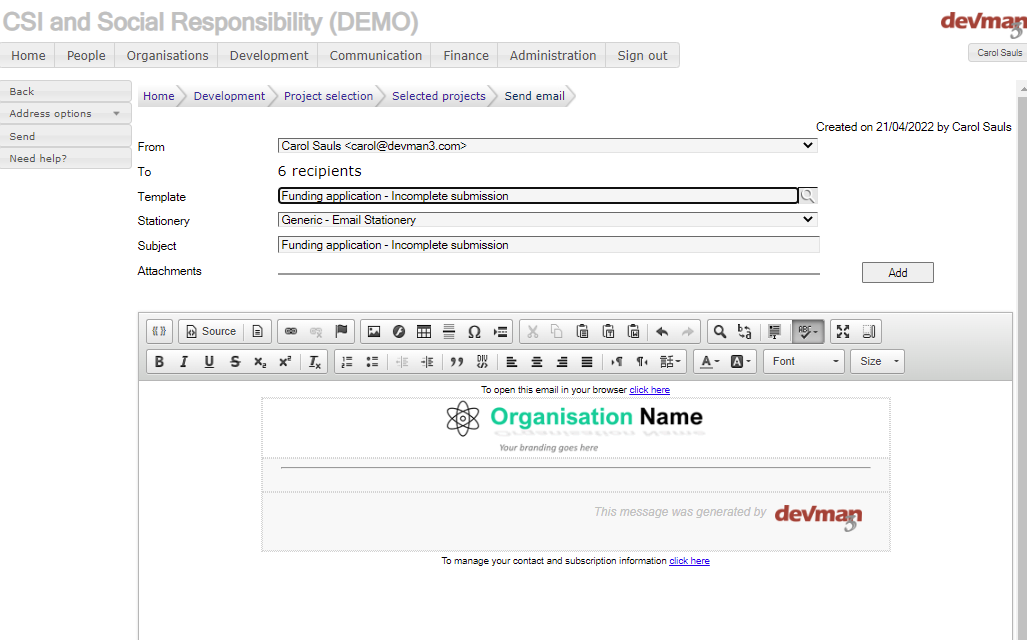 CSI and Social Responsibility (DEMO)
devman3
Home People Organisations Development Communication Finance Administration Sign out
Carol Sauls
Back
Address options
Send
Need help?
Home Development Project selection Selected projects Send email
Created on 21/04/2022 by Carol Sauls
From Carol Sauls <carol@devman3.com>
To 6 recipients
Template Funding application - Incomplete submission
Stationery Generic - Email Stationery
Subject Funding application - Incomplete submission
Attachments Add
Source
Font Size
To open this email in your browser click here
Organisation Name
Your branding goes here
This message was generated by devman3
To manage your contact and subscription information click here